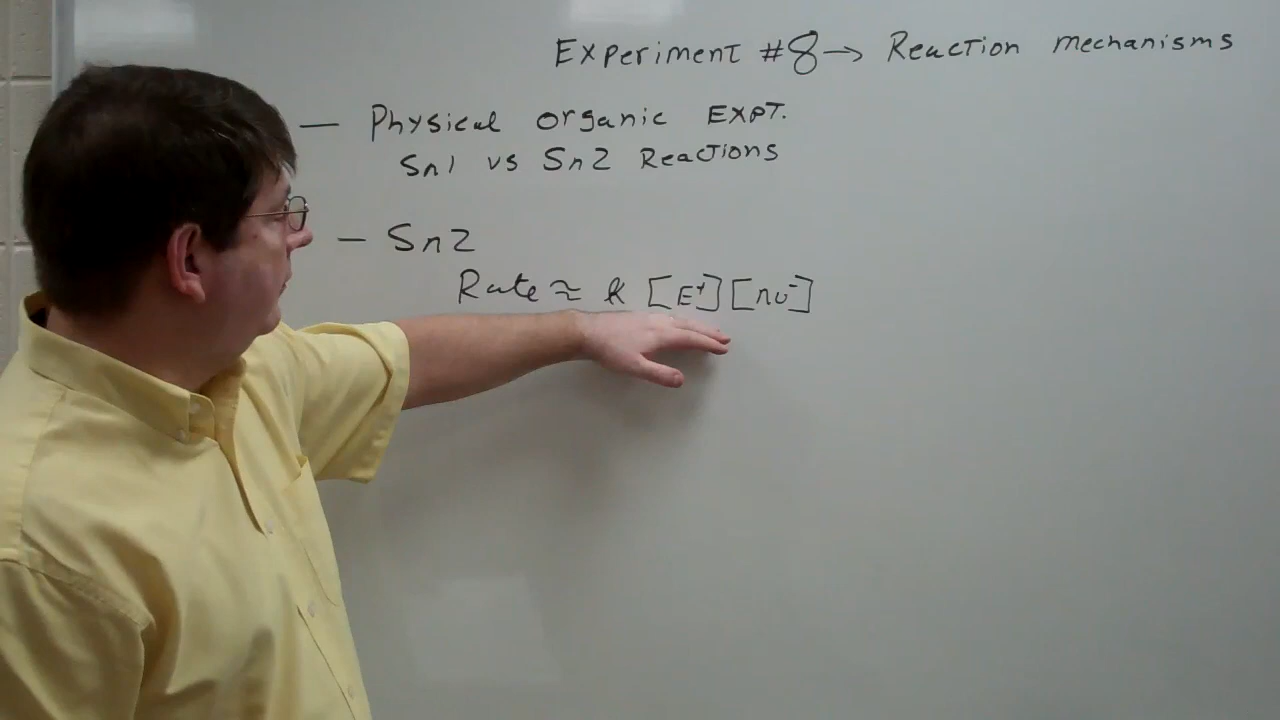 Experiment #8→ Reaction mechanisms
— Physical organic EXPT.
Sn1 vs Sn2 Reactions
— Sn2
Rate ≈ k [E⁺][nu⁻]